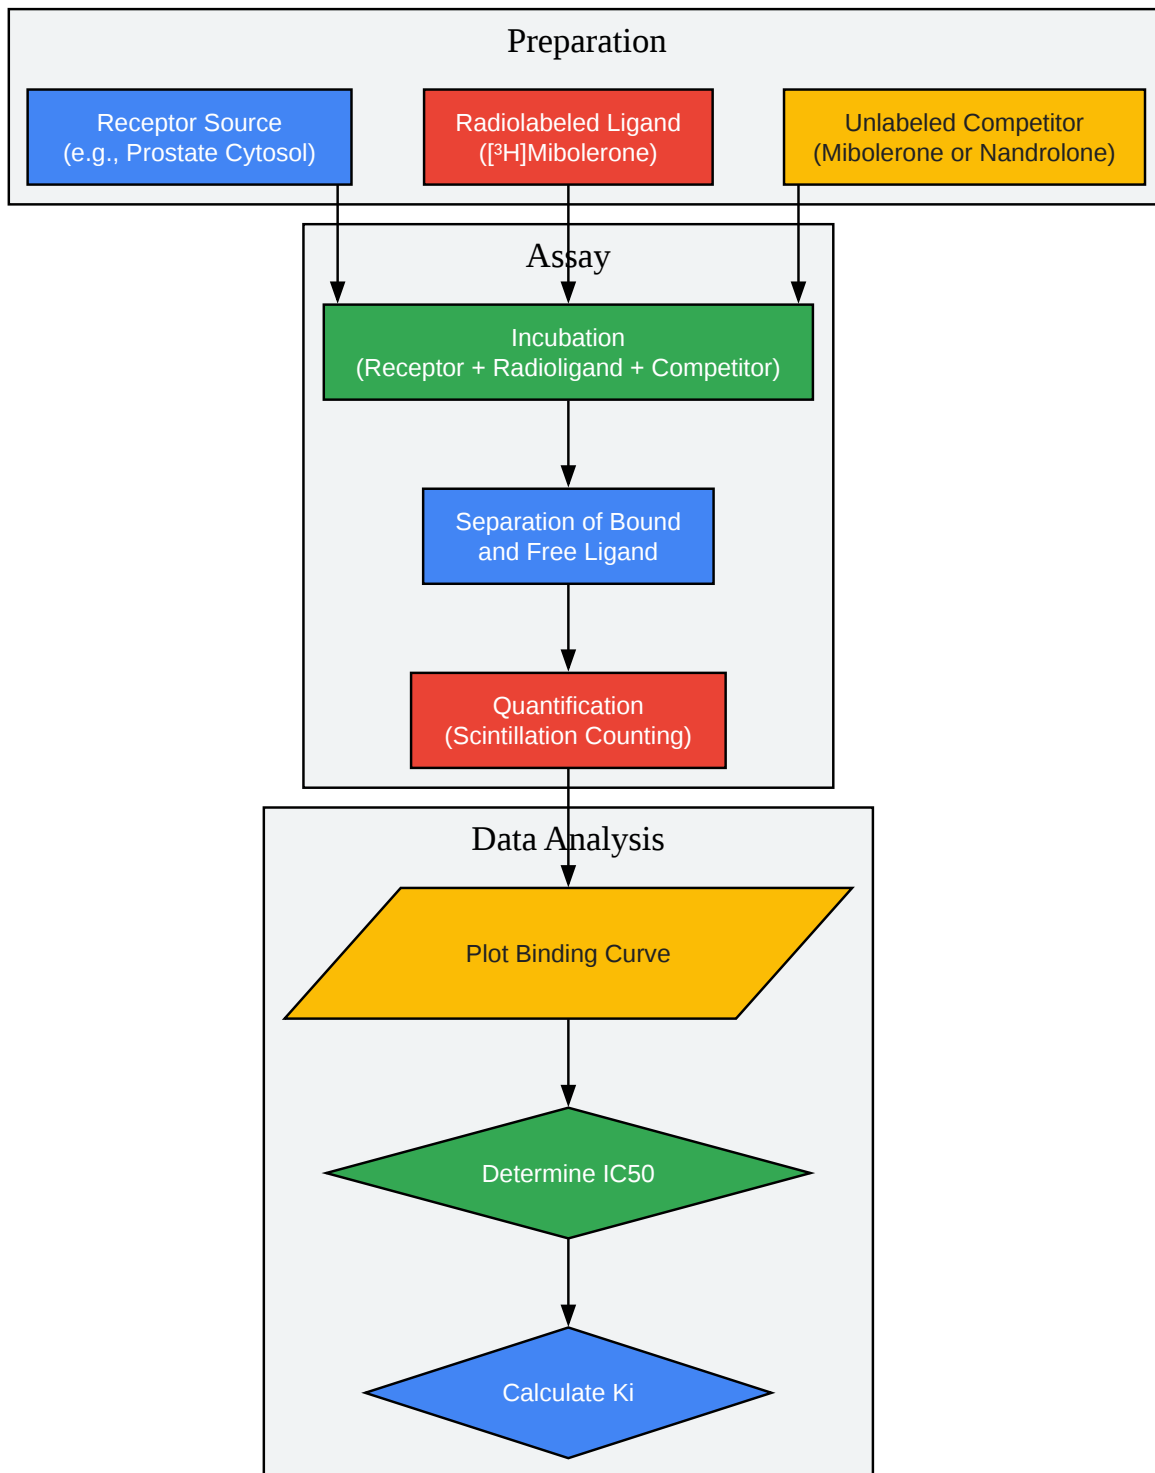 Preparation
Receptor Source
(e.g., Prostate Cytosol)
Radiolabeled Ligand
([³H]Mibolerone)
Unlabeled Competitor
(Mibolerone or Nandrolone)
Assay
Incubation
(Receptor + Radioligand + Competitor)
Separation of Bound
and Free Ligand
Quantification
(Scintillation Counting)
Data Analysis
Plot Binding Curve
Determine IC50
Calculate Ki